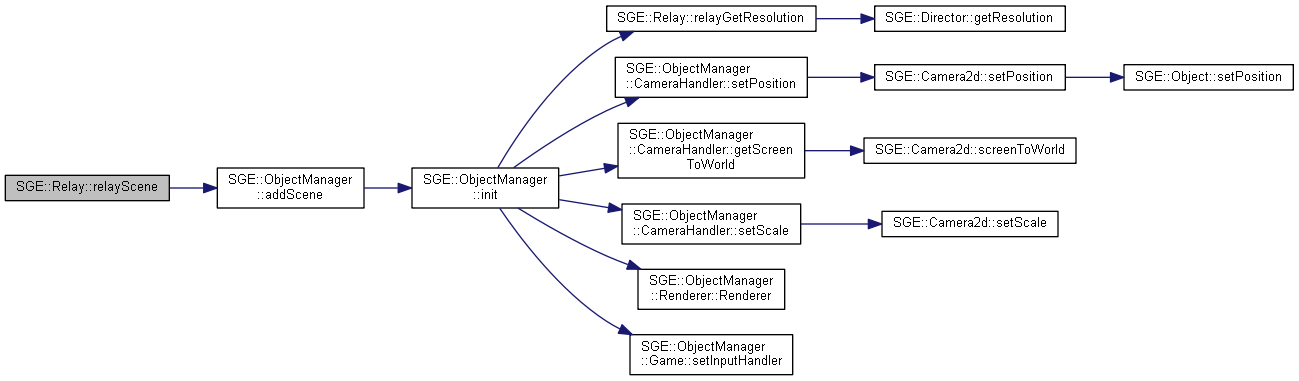 SGE::Relay::relayScene
SGE::ObjectManager
::addScene
SGE::ObjectManager
::init
SGE::Relay::relayGetResolution
SGE::Director::getResolution
SGE::ObjectManager
::CameraHandler::setPosition
SGE::Camera2d::setPosition
SGE::Object::setPosition
SGE::ObjectManager
::CameraHandler::getScreen
ToWorld
SGE::Camera2d::screenToWorld
SGE::ObjectManager
::CameraHandler::setScale
SGE::Camera2d::setScale
SGE::ObjectManager
::Renderer::Renderer
SGE::ObjectManager
::Game::setInputHandler